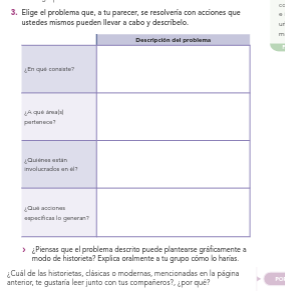 3. Elige el problema que, a tu parecer, se resolvería con acciones que
ustedes mismos pueden llevar a cabo y descríbelo.
Descripción del problema
¿En qué consiste?
¿A qué área(s)
pertenece?
¿Quiénes están
involucrados en él?
¿Qué acciones
específicas lo generan?
› ¿Piensas que el problema descrito puede plantearse gráficamente a
modo de historieta? Explica oralmente a tu grupo cómo lo harías.
¿Cuál de las historietas, clásicas o modernas, mencionadas en la página
anterior, te gustaría leer junto con tus compañeros?, ¿por qué?